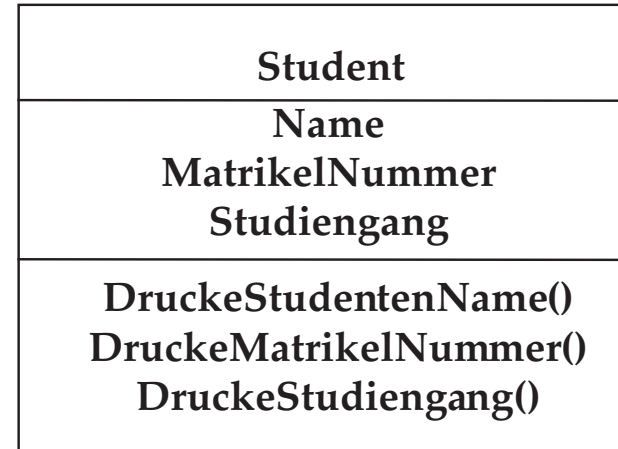 Student
Name
MatrikelNummer
Studiengang
DruckeStudentenName()
DruckeMatrikelNummer()
DruckeStudiengang()